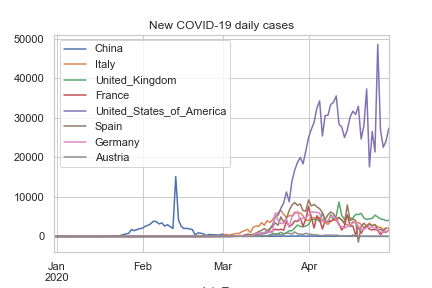 New COVID-19 daily cases
50000
40000
30000
20000
10000
0
China
Italy
United_Kingdom
France
United_States_of_America
Spain
Germany
Austria
Jan
2020
Feb
Mar
Apr